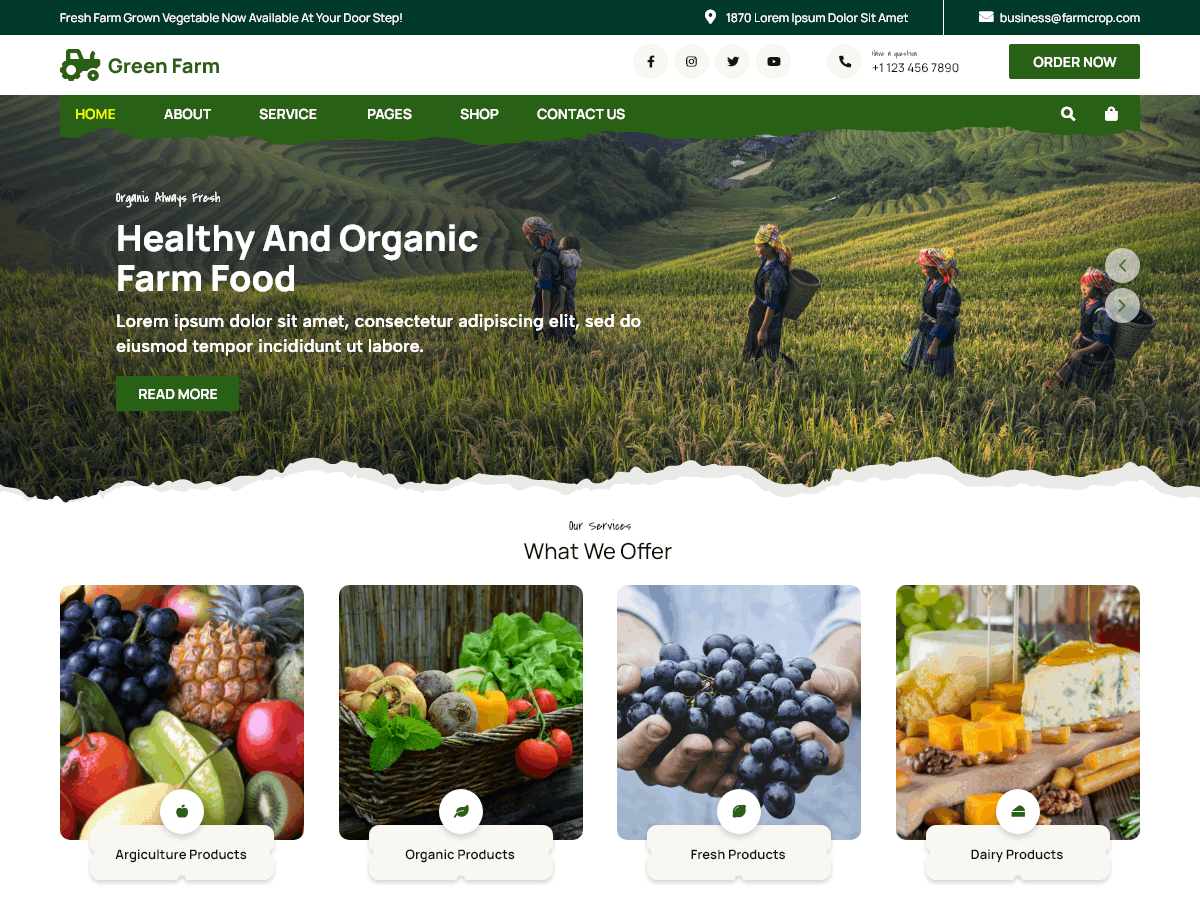 Fresh Farm Grown Vegetable Now Available At Your Door Step!
1870 Lorem Ipsum Dolor Sit Amet
business@farmcrop.com
Green Farm
Have a question
+1 123 456 7890
ORDER NOW
HOME
ABOUT
SERVICE
PAGES
SHOP
CONTACT US
Organic Always Fresh
Healthy And Organic
Farm Food
Lorem ipsum dolor sit amet, consectetur adipiscing elit, sed do
eiusmod tempor incididunt ut labore.
READ MORE
Our Services
What We Offer
Argiculture Products
Organic Products
Fresh Products
Dairy Products